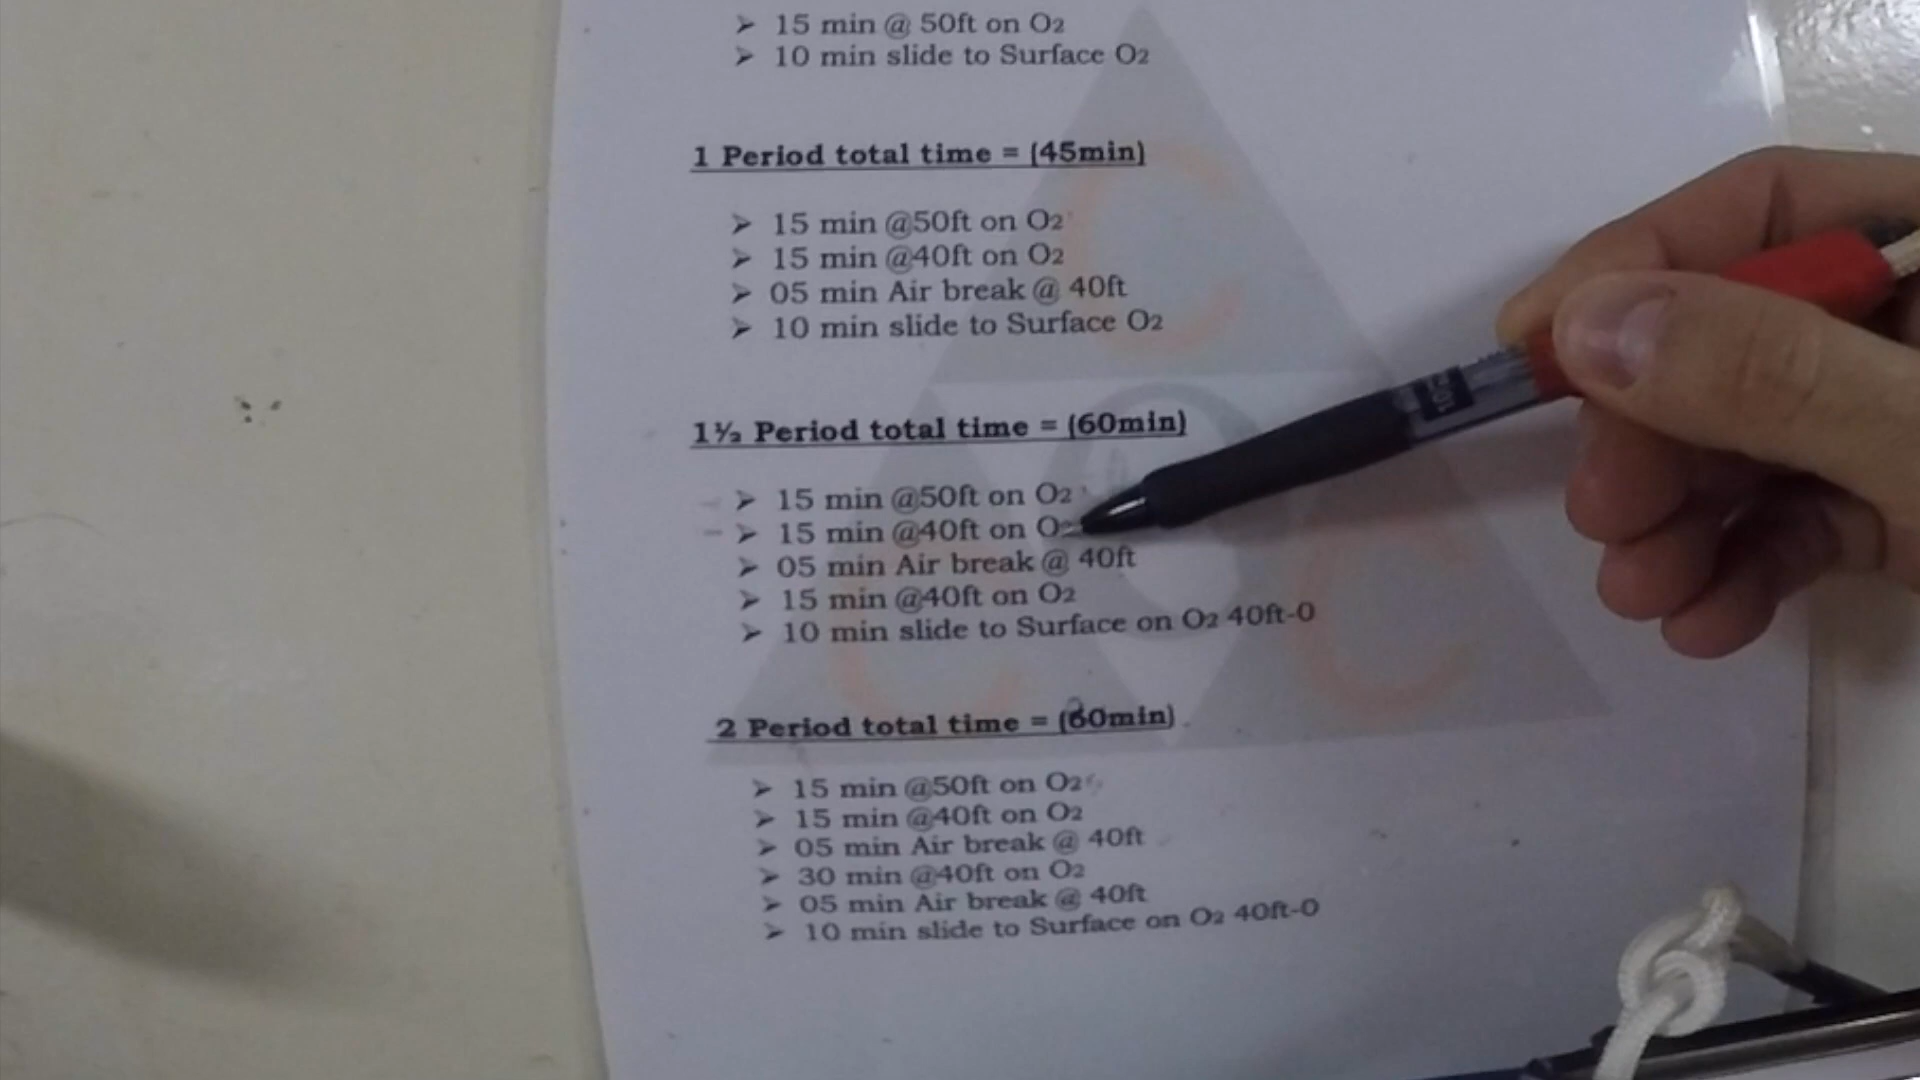 ➢ 15 min @ 50ft on O2
➢ 10 min slide to Surface O2
1 Period total time = (45min)
➢ 15 min @50ft on O2
➢ 15 min @40ft on O2
➢ 05 min Air break @ 40ft
➢ 10 min slide to Surface O2
1½ Period total time = (60min)
➢ 15 min @50ft on O2
➢ 15 min @40ft on O2
➢ 05 min Air break @ 40ft
➢ 15 min @40ft on O2
➢ 10 min slide to Surface on O2 40ft-0
2 Period total time = (60min)
➢ 15 min @50ft on O2
➢ 15 min @40ft on O2
➢ 05 min Air break @ 40ft
➢ 30 min @40ft on O2
➢ 05 min Air break @ 40ft
➢ 10 min slide to Surface on O2 40ft-0
C
C
C